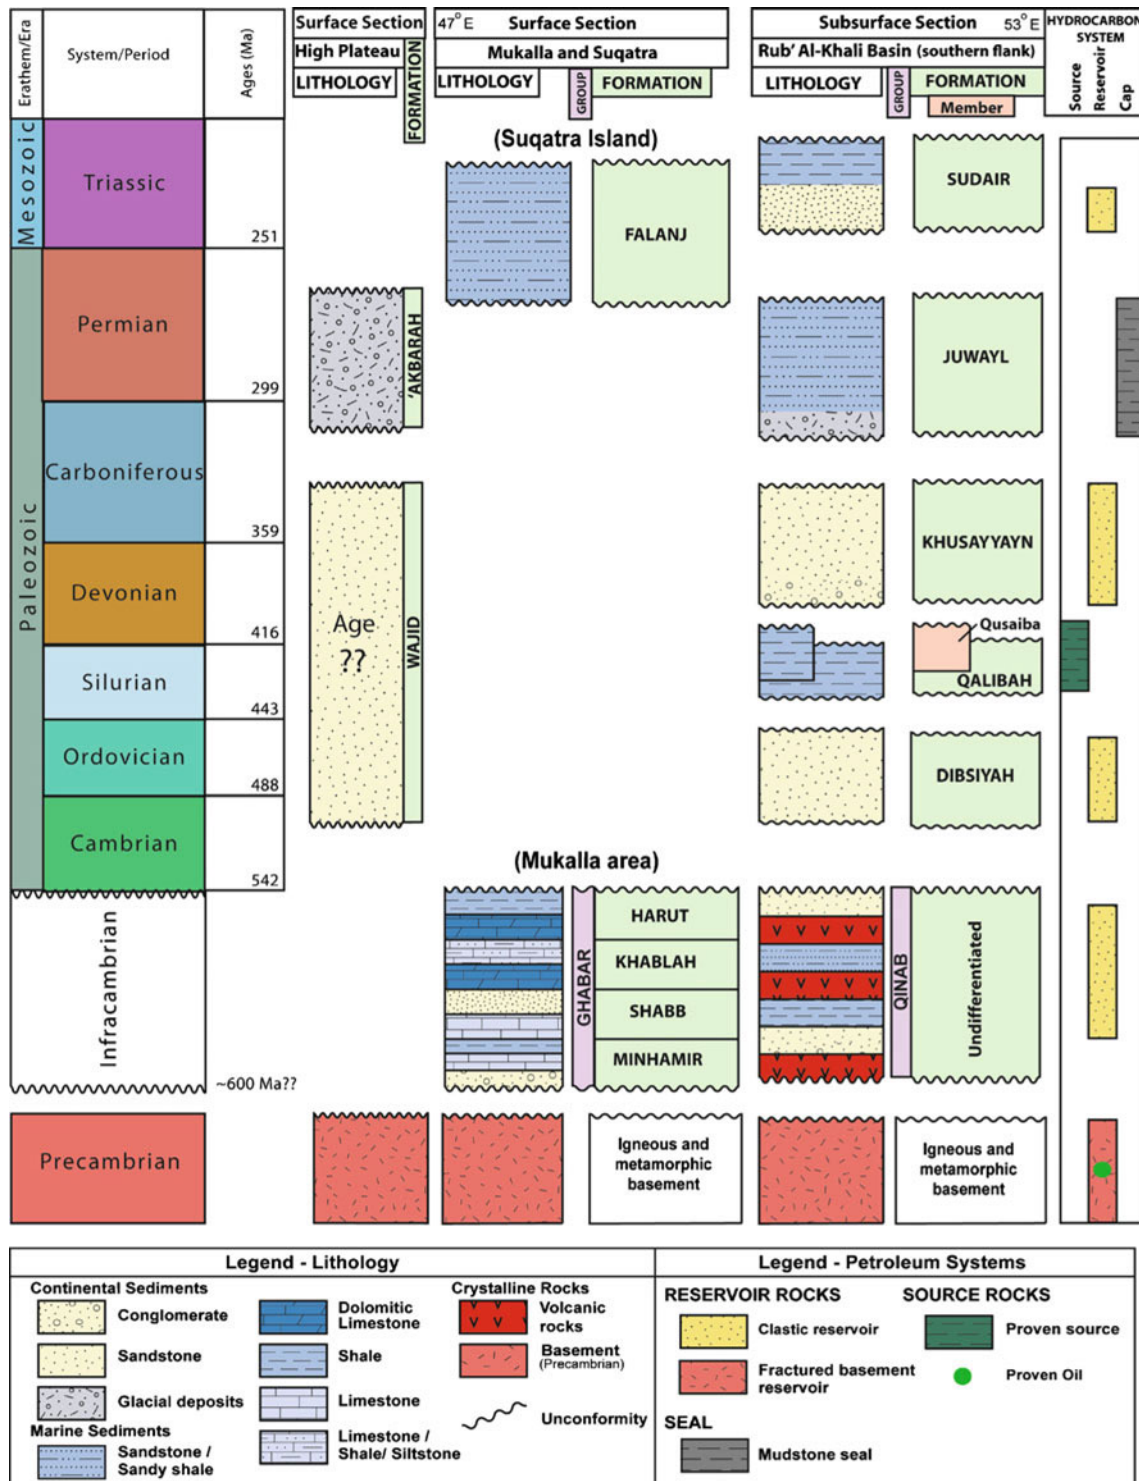 Erathem/Era
System/Period
Ages (Ma)
Surface Section
High Plateau
LITHOLOGY
FORMATION
47°E
Surface Section
Mukalla and Suqatra
LITHOLOGY
GROUP
FORMATION
Subsurface Section 53°E
Rub' Al-Khali Basin (southern flank)
LITHOLOGY
GROUP
FORMATION
Member
HYDROCARBON
SYSTEM
Source
Reservoir
Cap
Mesozoic
Triassic
251
(Suqatra Island)
FALANJ
SUDAIR
Paleozoic
Permian
299
'AKBARAH
JUWAYL
Carboniferous
359
KHUSAYYAYN
Devonian
416
Age
??
WAJID
Qusaiba
QALIBAH
Silurian
443
Ordovician
488
DIBSIYAH
Cambrian
542
(Mukalla area)
Infracambrian
~600 Ma??
GHABAR
HARUT
KHABLAH
SHABB
MINHAMIR
QINAB
Undifferentiated
Precambrian
Igneous and
metamorphic
basement
Igneous and
metamorphic
basement
Legend - Lithology
Continental Sediments
Conglomerate
Sandstone
Glacial deposits
Marine Sediments
Sandstone /
Sandy shale
Dolomitic
Limestone
Shale
Limestone
Limestone /
Shale/ Siltstone
Crystalline Rocks
Volcanic
rocks
Basement
(Precambrian)
Unconformity
Legend - Petroleum Systems
RESERVOIR ROCKS
Clastic reservoir
Fractured basement
reservoir
SEAL
Mudstone seal
SOURCE ROCKS
Proven source
Proven Oil